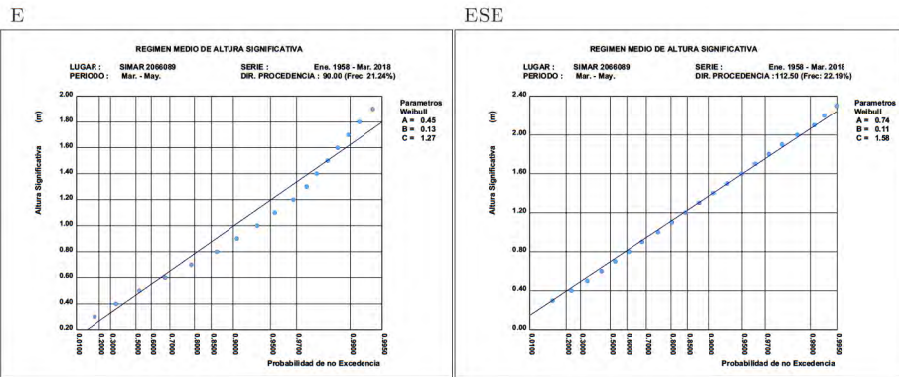 E
REGIMEN MEDIO DE ALTURA SIGNIFICATIVA
LUGAR : SIMAR 2066089 SERIE : Ene. 1958 - Mar. 2018
PERIODO : Mar. - May. DIR. PROCEDENCIA : 90.00 (Frec 21.24%)
(m)
Altura Significativa
2.00
1.80
1.60
1.40
1.20
1.00
0.80
0.60
0.40
0.20
Parametros
Weibull
A = 0.45
B = 0.13
C = 1.27
0.0100 0.2000 0.3000 0.5000 0.6000 0.7000 0.8000 0.8500 0.9000 0.9500 0.9700 0.9900 0.9950
Probabilidad de no Excedencia
ESE
REGIMEN MEDIO DE ALTURA SIGNIFICATIVA
LUGAR : SIMAR 2066089 SERIE : Ene. 1958 - Mar. 2018
PERIODO : Mar. - May. DIR. PROCEDENCIA : 112.50 (Frec: 22.19%)
(m)
Altura Significativa
2.40
2.00
1.60
1.20
0.80
0.40
0.00
Parametros
Weibull
A = 0.74
B = 0.11
C = 1.58
0.0100 0.2000 0.3000 0.5000 0.6000 0.7000 0.8000 0.8500 0.9000 0.9500 0.9700 0.9900 0.9950
Probabilidad de no Excedencia